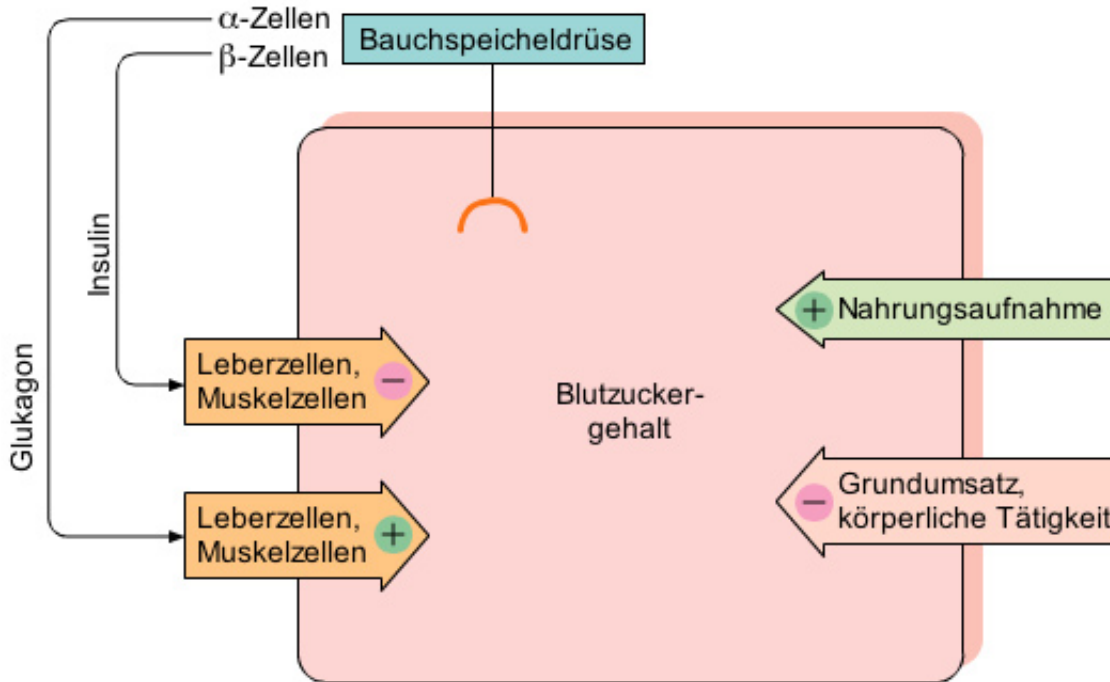 α-Zellen
β-Zellen
Bauchspeicheldrüse
Insulin
Glukagon
Leberzellen,
Muskelzellen
−
Leberzellen,
Muskelzellen
+
Blutzucker-
gehalt
+ Nahrungsaufnahme
− Grundumsatz,
körperliche Tätigkeit